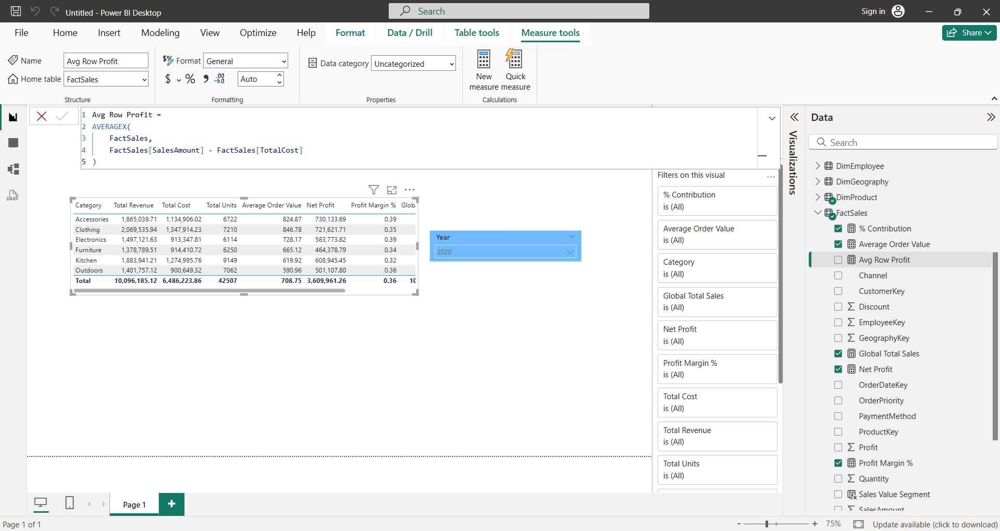 Untitled - Power BI Desktop
Search
Sign in
File Home Insert Modeling View Optimize Help Format Data / Drill Table tools Measure tools
Share
Name Avg Row Profit
Home table FactSales
Structure
$% Format General
$ % , .00 Auto
Formatting
Data category Uncategorized
Properties
New measure
Quick measure
Calculations
1 Avg Row Profit =
2 AVERAGEX(
3 FactSales,
4 FactSales[SalesAmount] - FactSales[TotalCost]
5 )
DAX
Category Total Revenue Total Cost Total Units Average Order Value Net Profit Profit Margin % Globa
Accessories 1,865,039.71 1,134,906.02 6722 824.87 730,133.69 0.39
Clothing 2,069,535.94 1,347,914.23 7210 846.78 721,621.71 0.35
Electronics 1,497,121.63 913,347.81 6114 728.17 583,773.82 0.39
Furniture 1,378,789.51 914,410.72 6250 665.12 464,378.79 0.34
Kitchen 1,883,941.21 1,274,995.76 9149 619.92 608,945.45 0.32
Outdoors 1,401,757.12 900,649.32 7062 590.96 501,107.80 0.36
Total 10,096,185.12 6,486,223.86 42507 708.75 3,609,961.26 0.36 10
Year
2020
Filters on this visual
% Contribution
is (All)
Average Order Value
is (All)
Category
is (All)
Global Total Sales
is (All)
Net Profit
is (All)
Profit Margin %
is (All)
Total Cost
is (All)
Total Revenue
is (All)
Total Units
is (All)
Visualizations
Data
Search
DimEmployee
DimGeography
DimProduct
FactSales
% Contribution
Average Order Value
Avg Row Profit
Channel
CustomerKey
Discount
EmployeeKey
GeographyKey
Global Total Sales
Net Profit
OrderDateKey
OrderPriority
PaymentMethod
ProductKey
Profit
Profit Margin %
Quantity
Sales Value Segment
SalesAmount
Page 1
Page 1 of 1
- + 75%
Update available (click to download)